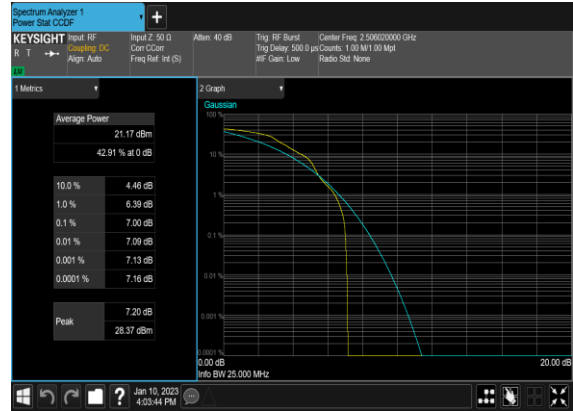 Spectrum Analyzer 1
Power Stat CCDF
KEYSIGHT
R T
LXI
Input: RF
Coupling: DC
Align: Auto
Input Z: 50 Ω
Corr CCorr
Freq Ref: Int (S)
Atten: 40 dB
Trig: RF Burst
Trig Delay: 500.0 µs
#IF Gain: Low
Center Freq: 2.506020000 GHz
Counts: 1.00 M/1.00 Mpt
Radio Std: None
1 Metrics
Average Power
21.17 dBm
42.91 % at 0 dB
10.0 % 4.46 dB
1.0 % 6.39 dB
0.1 % 7.00 dB
0.01 % 7.09 dB
0.001 % 7.13 dB
0.0001 % 7.16 dB
Peak
7.20 dB
28.37 dBm
2 Graph
Gaussian
100 %
10 %
1 %
0.1 %
0.01 %
0.001 %
0.0001 %
0.00 dB
20.00 dB
Info BW 25.000 MHz
Jan 10, 2023
4:03:44 PM